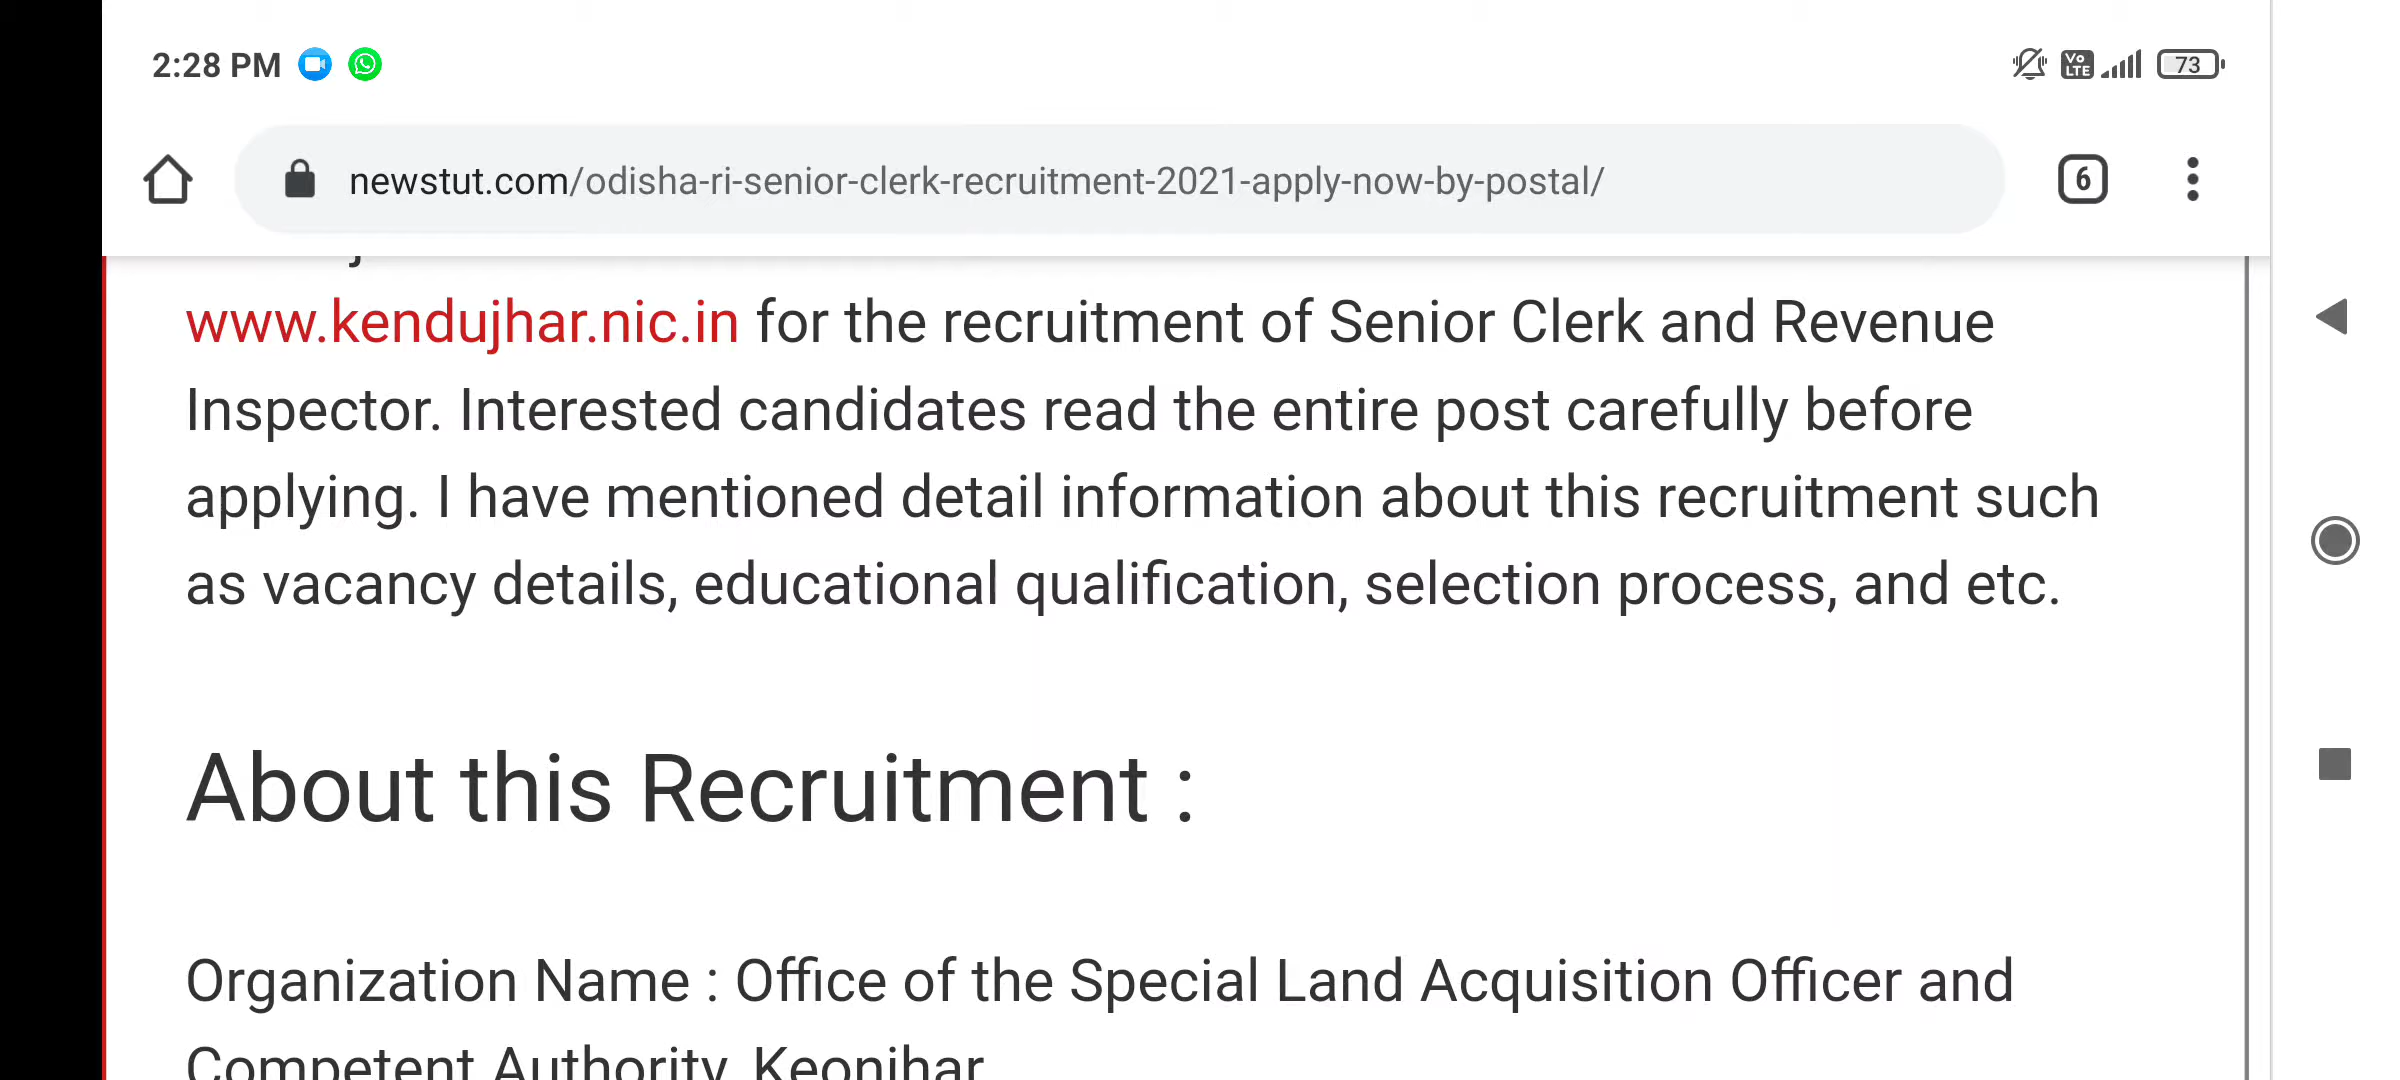 2:28 PM
Vo LTE
73
newstut.com/odisha-ri-senior-clerk-recruitment-2021-apply-now-by-postal/
6
www.kendujhar.nic.in for the recruitment of Senior Clerk and Revenue
Inspector. Interested candidates read the entire post carefully before
applying. I have mentioned detail information about this recruitment such
as vacancy details, educational qualification, selection process, and etc.
About this Recruitment :
Organization Name : Office of the Special Land Acquisition Officer and
Competent Authority, Keonjhar